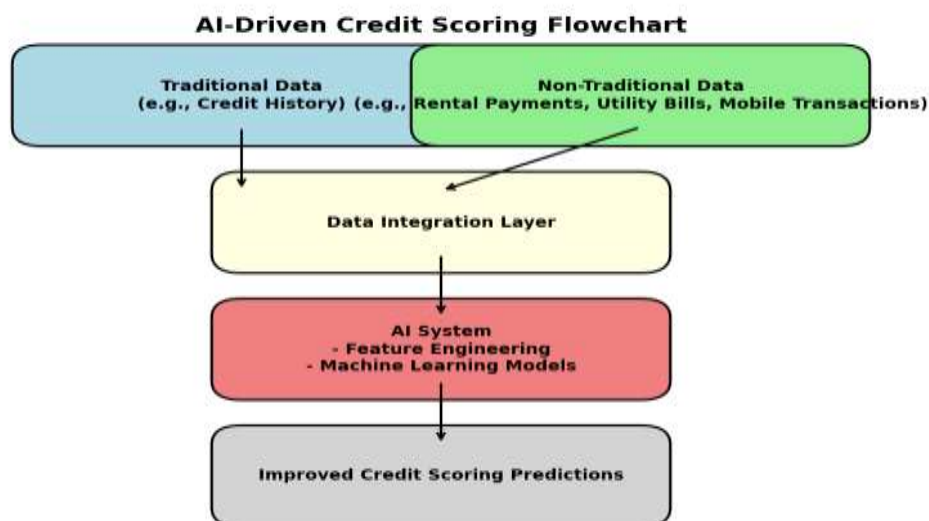 AI-Driven Credit Scoring Flowchart
Traditional Data
(e.g., Credit History)
Non-Traditional Data
(e.g., Rental Payments, Utility Bills, Mobile Transactions)
Data Integration Layer
AI System
- Feature Engineering
- Machine Learning Models
Improved Credit Scoring Predictions